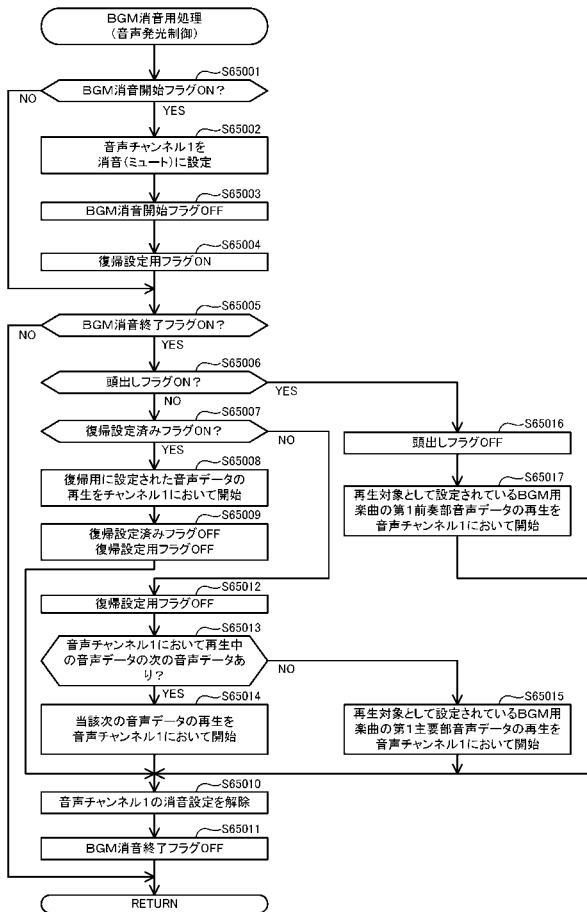 BGM消音用処理
(音声発光制御)
S65001
BGM消音開始フラグON?
NO
YES
S65002
音声チャンネル1を
消音(ミュート)に設定
S65003
BGM消音開始フラグOFF
S65004
復帰設定用フラグON
S65005
BGM消音終了フラグON?
NO
YES
S65006
頭出しフラグON?
YES
NO
S65007
復帰設定済みフラグON?
NO
YES
S65016
頭出しフラグOFF
S65008
復帰用に設定された音声データの
再生をチャンネル1において開始
S65017
再生対象として設定されているBGM用
楽曲の第1前奏部音声データの再生を
音声チャンネル1において開始
S65009
復帰設定済みフラグOFF
復帰設定用フラグOFF
S65012
復帰設定用フラグOFF
S65013
音声チャンネル1において再生中
の音声データの次の音声データあ
り?
NO
YES
S65014
当該次の音声データの再生を
音声チャンネル1において開始
S65015
再生対象として設定されているBGM用
楽曲の第1主要部音声データの再生を
音声チャンネル1において開始
S65010
音声チャンネル1の消音設定を解除
S65011
BGM消音終了フラグOFF
RETURN